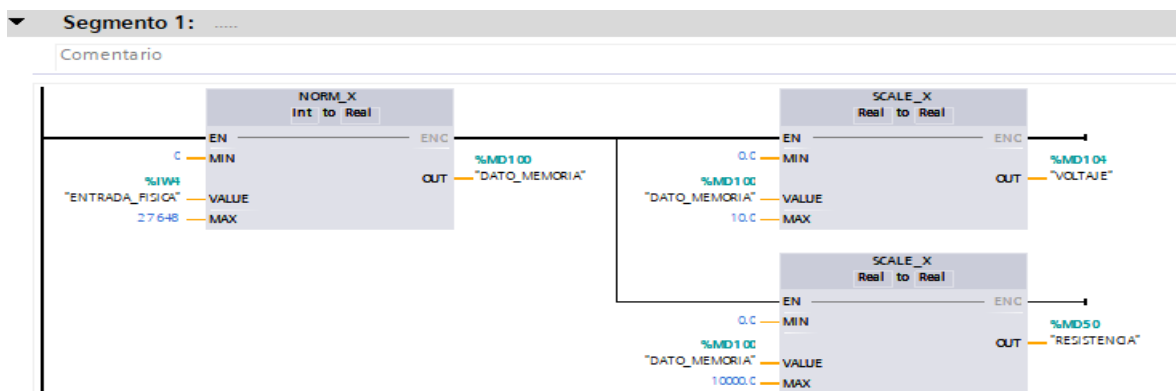 Segmento 1: .....
Comentario
NORM_X
Int to Real
EN ENO
0 MIN
%IW4
"ENTRADA_FISICA" VALUE
27648 MAX
%MD100
OUT "DATO_MEMORIA"
SCALE_X
Real to Real
EN ENO
0.0 MIN
%MD100
"DATO_MEMORIA" VALUE
10.0 MAX
%MD104
OUT "VOLTAJE"
SCALE_X
Real to Real
EN ENO
0.0 MIN
%MD100
"DATO_MEMORIA" VALUE
10000.0 MAX
%MD50
OUT "RESISTENCIA"